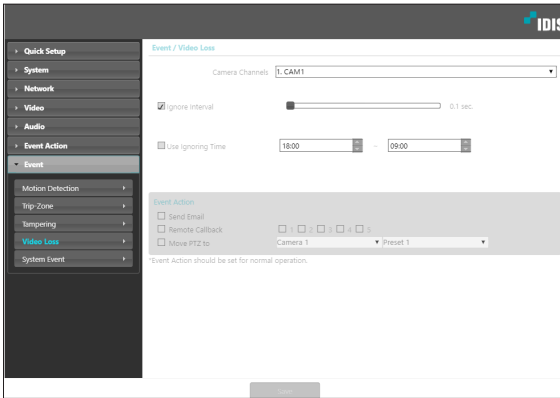 IDIS
Quick Setup
System
Network
Video
Audio
Event Action
Event
Motion Detection
Trip-Zone
Tampering
Video Loss
System Event
Event / Video Loss
Camera Channels 1. CAM1
Ignore Interval 0.1 sec.
Use Ignoring Time 18:00 ~ 09:00
Event Action
Send Email
Remote Callback 1 2 3 4 5
Move PTZ to Camera 1 Preset 1
*Event Action should be set for normal operation.
Save